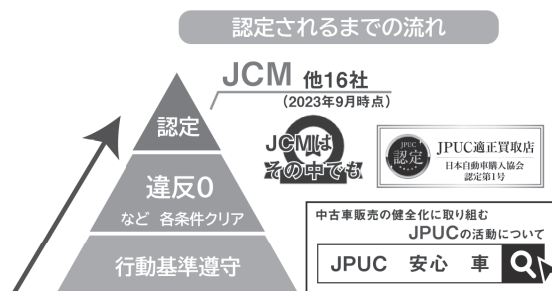 認定されるまでの流れ
JCM 他16社
(2023年9月時点)
認定
違反0
など 各条件クリア
行動基準遵守
JCMは
その中でも
JPUC
認定
JPUC適正買取店
日本自動車購入協会
認定第1号
中古車販売の健全化に取り組む
JPUCの活動について
JPUC 安心 車